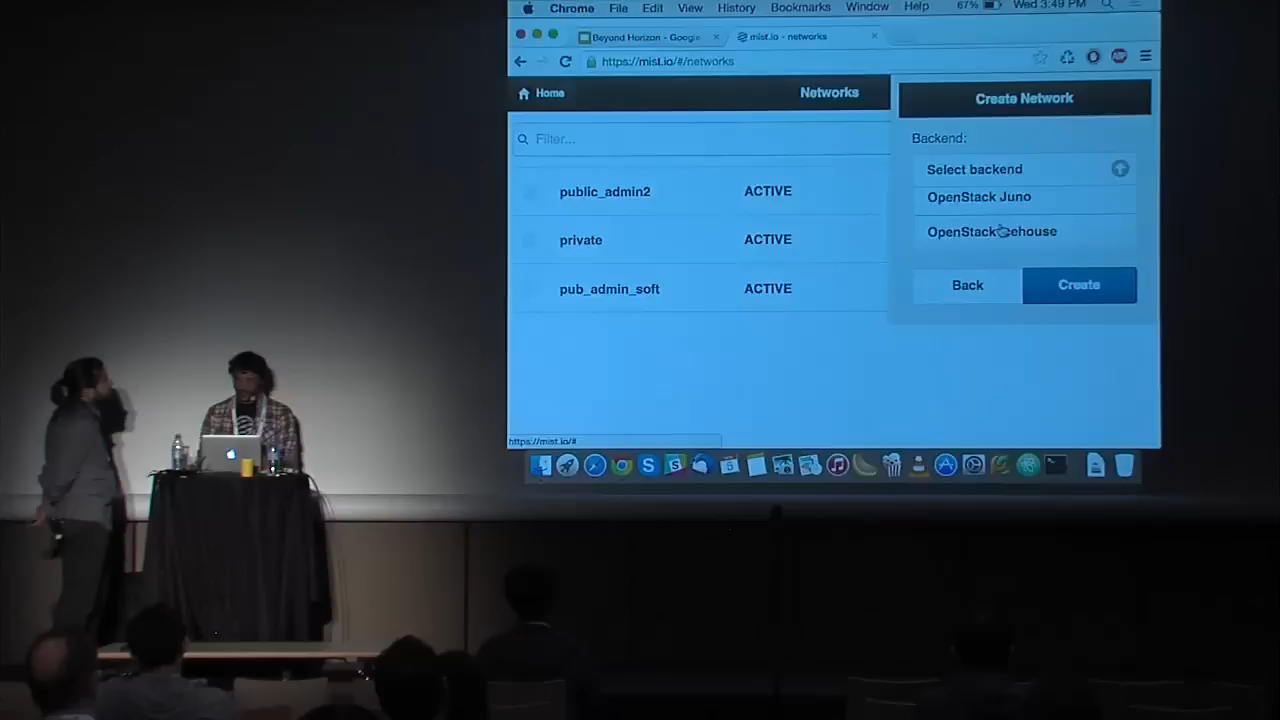 Chrome File Edit View History Bookmarks Window Help 67% Wed 3:49 PM
Beyond Horizon - Google
mist.io - networks
https://mist.io/#/networks
Home
Networks
Create Network
Filter...
Backend:
Select backend
OpenStack Juno
OpenStack ehouse
Back
Create
public_admin2 ACTIVE
private ACTIVE
pub_admin_soft ACTIVE
https://mist.io/#